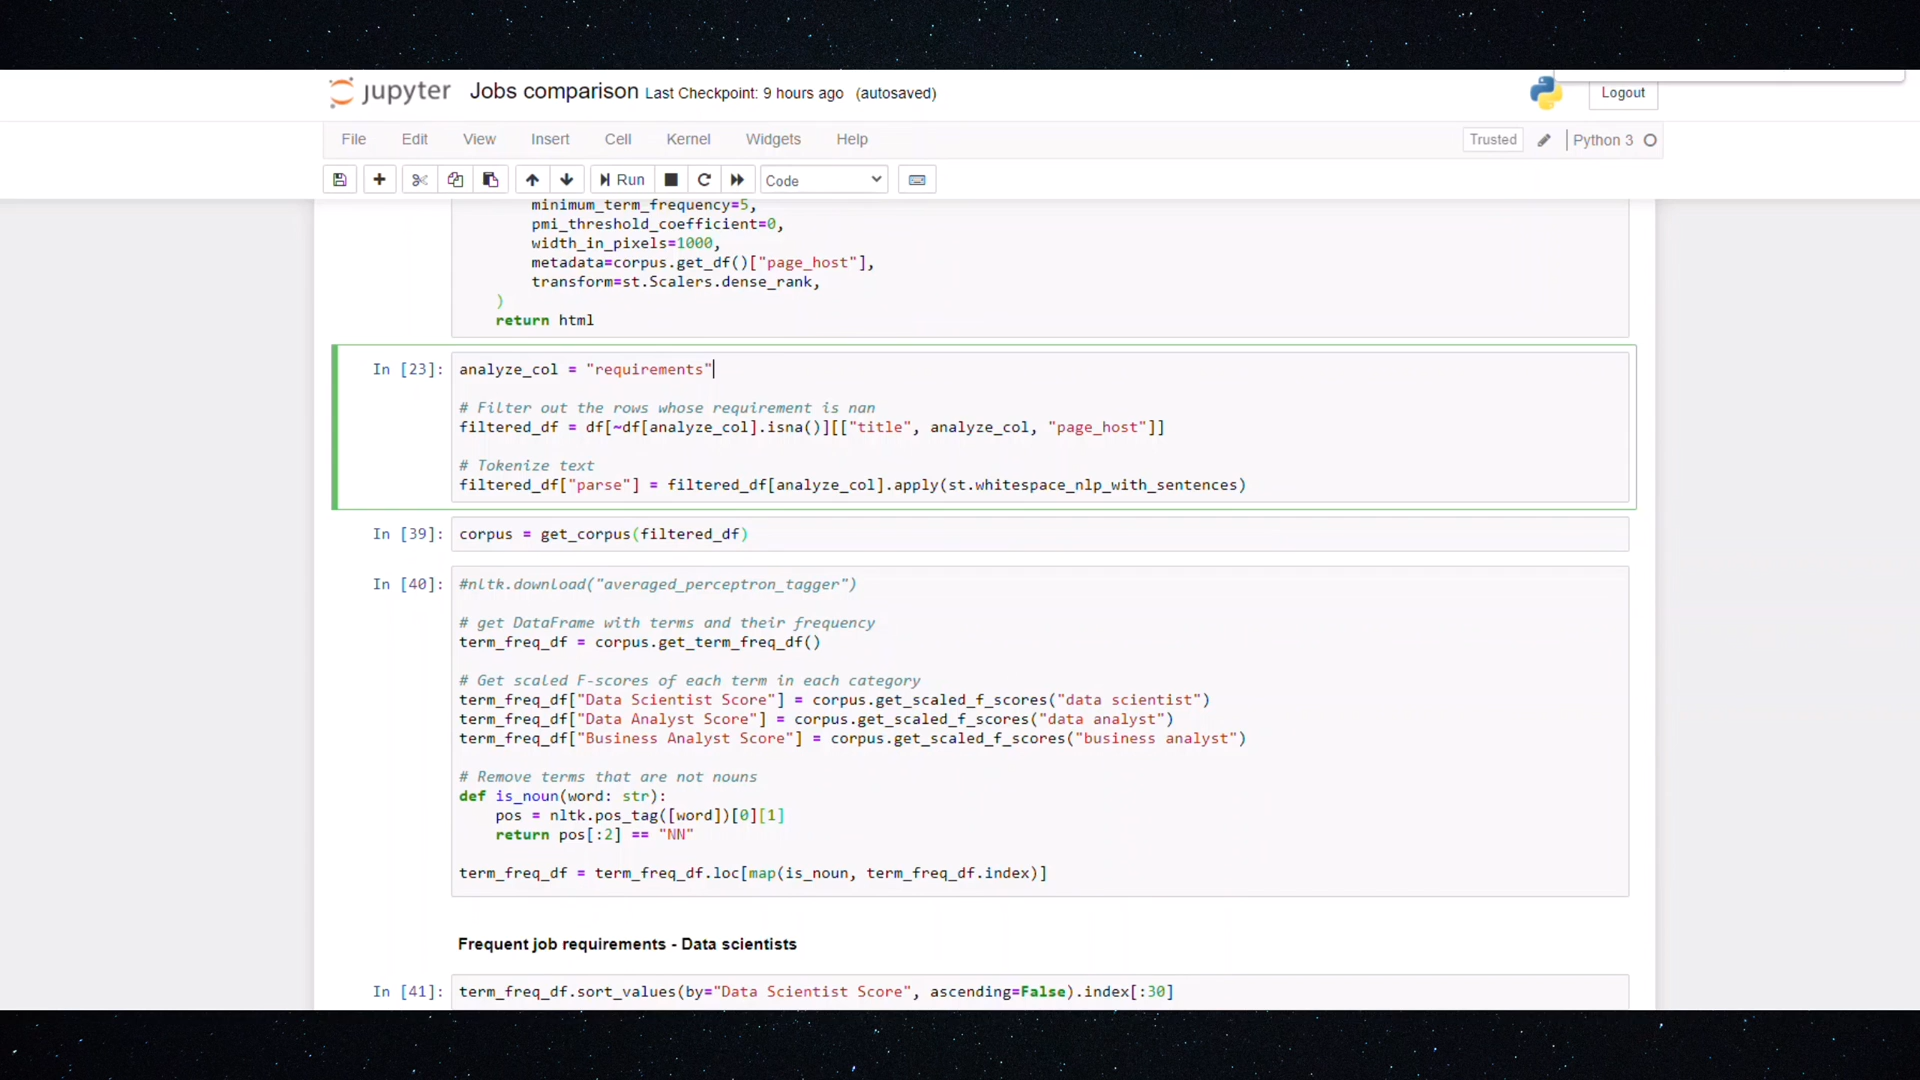 jupyter Jobs comparison Last Checkpoint: 9 hours ago (autosaved)
Logout
File Edit View Insert Cell Kernel Widgets Help
Trusted Python 3
Run Code
minimum_term_frequency=5,
pmi_threshold_coefficient=0,
width_in_pixels=1000,
metadata=corpus.get_df()["page_host"],
transform=st.Scalers.dense_rank,
)
return html
In [23]: analyze_col = "requirements"
# Filter out the rows whose requirement is nan
filtered_df = df[~df[analyze_col].isna()][["title", analyze_col, "page_host"]]
# Tokenize text
filtered_df["parse"] = filtered_df[analyze_col].apply(st.whitespace_nlp_with_sentences)
In [39]: corpus = get_corpus(filtered_df)
In [40]: #nltk.download("averaged_perceptron_tagger")
# get DataFrame with terms and their frequency
term_freq_df = corpus.get_term_freq_df()
# Get scaled F-scores of each term in each category
term_freq_df["Data Scientist Score"] = corpus.get_scaled_f_scores("data scientist")
term_freq_df["Data Analyst Score"] = corpus.get_scaled_f_scores("data analyst")
term_freq_df["Business Analyst Score"] = corpus.get_scaled_f_scores("business analyst")
# Remove terms that are not nouns
def is_noun(word: str):
pos = nltk.pos_tag([word])[0][1]
return pos[:2] == "NN"
term_freq_df = term_freq_df.loc[map(is_noun, term_freq_df.index)]
Frequent job requirements - Data scientists
In [41]: term_freq_df.sort_values(by="Data Scientist Score", ascending=False).index[:30]